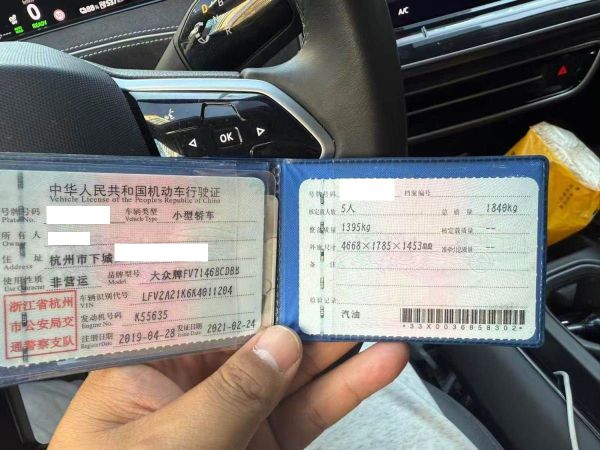 0
READY
A/C
OK
中华人民共和国机动车行驶证
Vehicle License of the People's Republic of China
号牌号码
Plate No.
车辆类型
Vehicle Type
小型轿车
所有人
Owner
住址
Address
杭州市下城
使用性质
Use Character
非营运
品牌型号
Model
大众牌FV7146BCDBB
浙江省杭州
市公安局交
通警察支队
车辆识别代号
VIN
LFV2A21K6K4011204
发动机号码
Engine No.
K55635
注册日期
Register Date
2019-04-28
发证日期
Issue Date
2021-02-24
号牌号码
档案编号
核定载人数
5人
总质量
1840kg
整备质量
1395kg
核定载质量
--
外廓尺寸
4668×1785×1453mm
准牵引总质量
--
备注
检验记录
汽油
*33X0036858302*